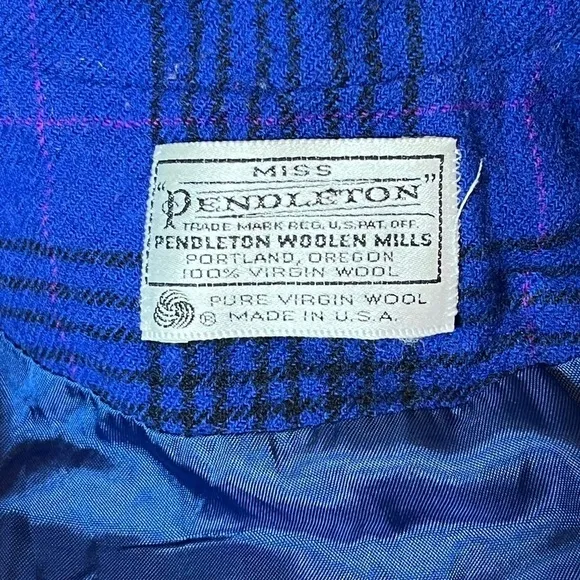 MISS
"PENDLETON"
TRADE MARK REG. U.S. PAT. OFF.
PENDLETON WOOLEN MILLS
PORTLAND, OREGON
100% VIRGIN WOOL
PURE VIRGIN WOOL
® MADE IN U.S.A.